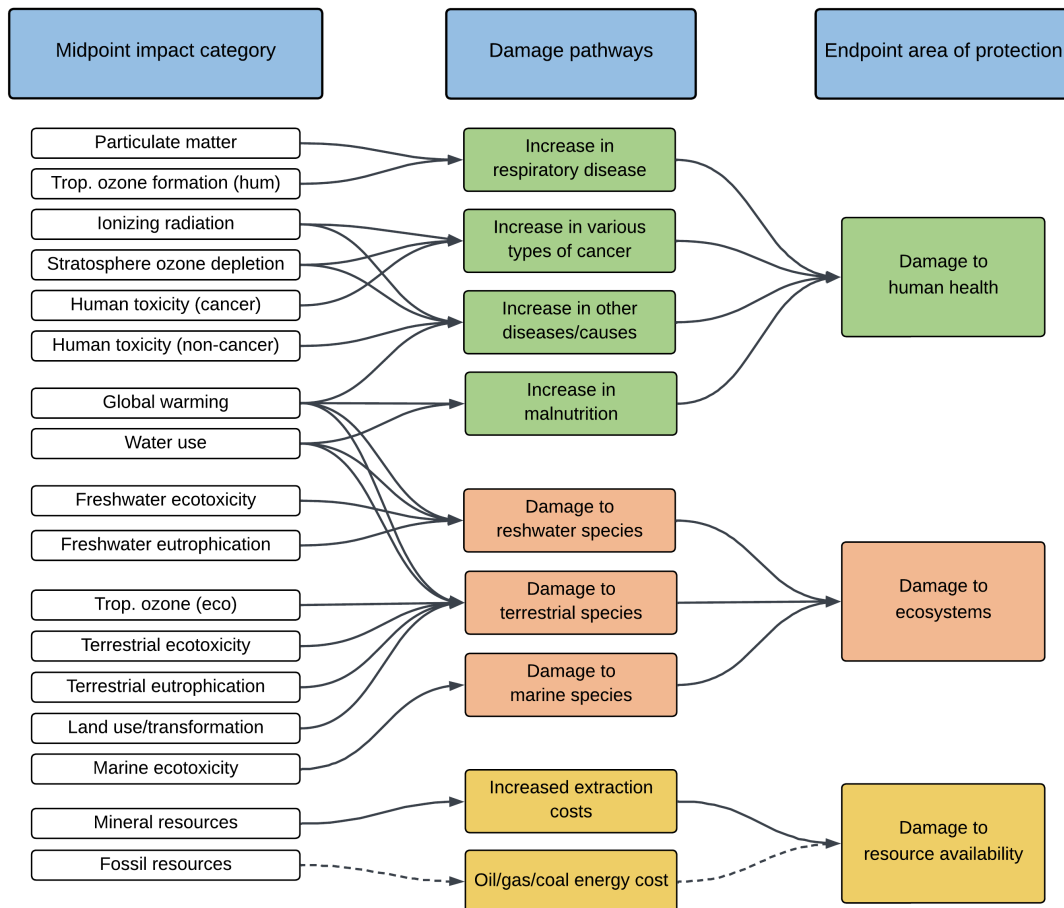 Midpoint impact category
Damage pathways
Endpoint area of protection
Particulate matter
Trop. ozone formation (hum)
Ionizing radiation
Stratosphere ozone depletion
Human toxicity (cancer)
Human toxicity (non-cancer)
Global warming
Water use
Freshwater ecotoxicity
Freshwater eutrophication
Trop. ozone (eco)
Terrestrial ecotoxicity
Terrestrial eutrophication
Land use/transformation
Marine ecotoxicity
Mineral resources
Fossil resources
Increase in
respiratory disease
Increase in various
types of cancer
Increase in other
diseases/causes
Increase in
malnutrition
Damage to
reshwater species
Damage to
terrestrial species
Damage to
marine species
Increased extraction
costs
Oil/gas/coal energy cost
Damage to
human health
Damage to
ecosystems
Damage to
resource availability